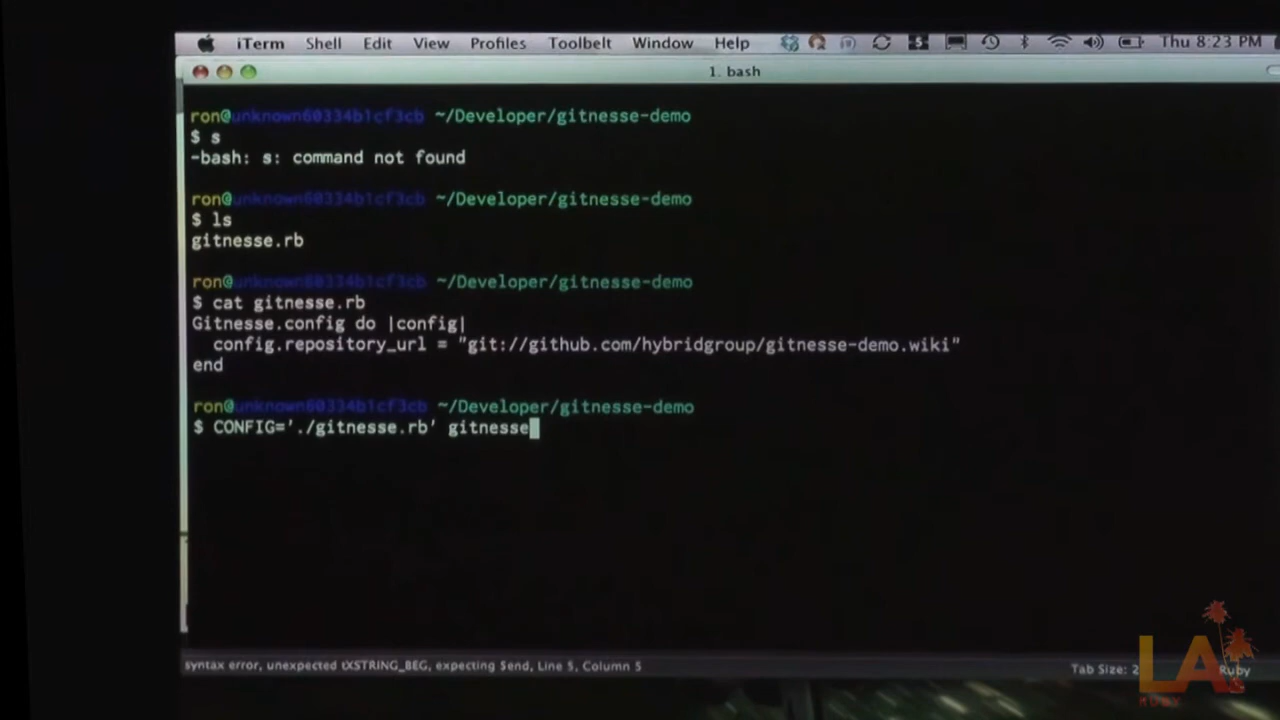 iTerm Shell Edit View Profiles Toolbelt Window Help Thu 8:23 PM
1. bash
ron@unknown60334b1cf3cb ~/Developer/gitnesse-demo
$ s
-bash: s: command not found
ron@unknown60334b1cf3cb ~/Developer/gitnesse-demo
$ ls
gitnesse.rb
ron@unknown60334b1cf3cb ~/Developer/gitnesse-demo
$ cat gitnesse.rb
Gitnesse.config do |config|
  config.repository_url = "git://github.com/hybridgroup/gitnesse-demo.wiki"
end
ron@unknown60334b1cf3cb ~/Developer/gitnesse-demo
$ CONFIG='./gitnesse.rb' gitnesse
syntax error, unexpected tXSTRING_BEG, expecting $end, Line 5, Column 5
Tab Size: 2 Ruby
LA
RUBY